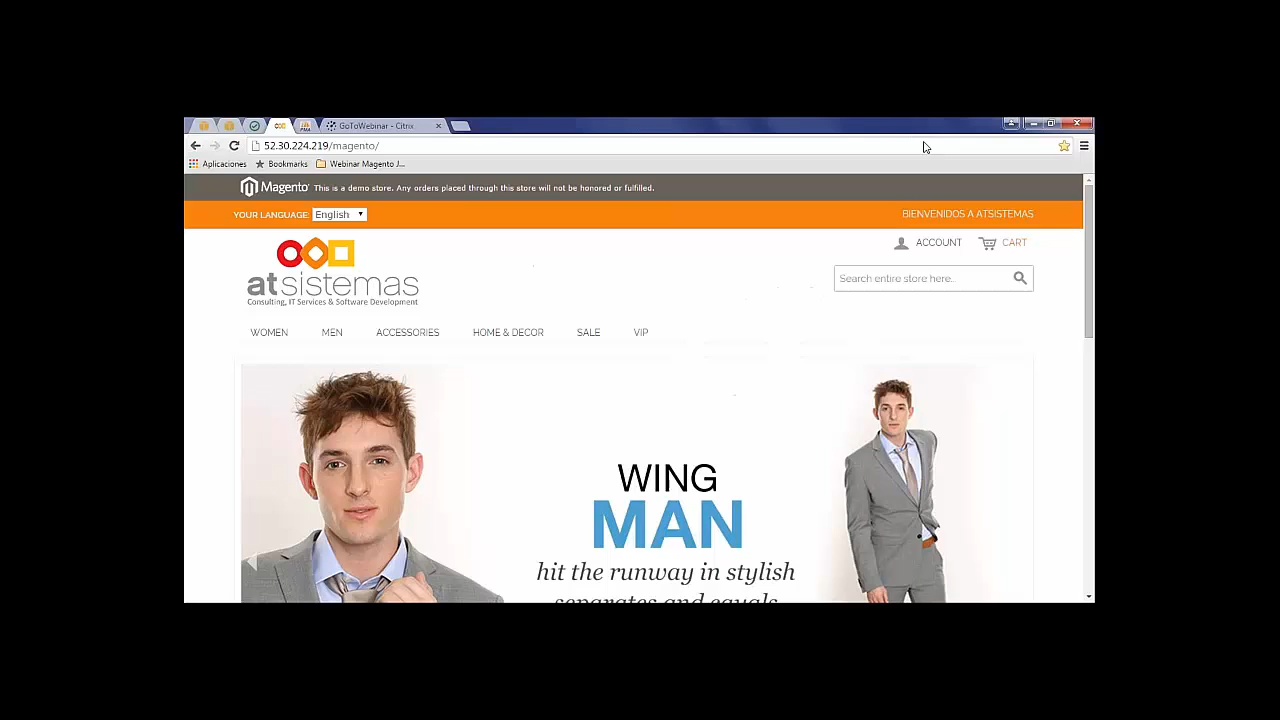 GoToWebinar - Citrix
52.30.224.219/magento/
Aplicaciones Bookmarks Webinar Magento J...
Magento This is a demo store. Any orders placed through this store will not be honored or fulfilled.
YOUR LANGUAGE: English BIENVENIDOS A ATSISTEMAS
ACCOUNT CART
atsistemas
Consulting, IT Services & Software Development
Search entire store here...
WOMEN MEN ACCESSORIES HOME & DECOR SALE VIP
WING
MAN
hit the runway in stylish
separates and equals